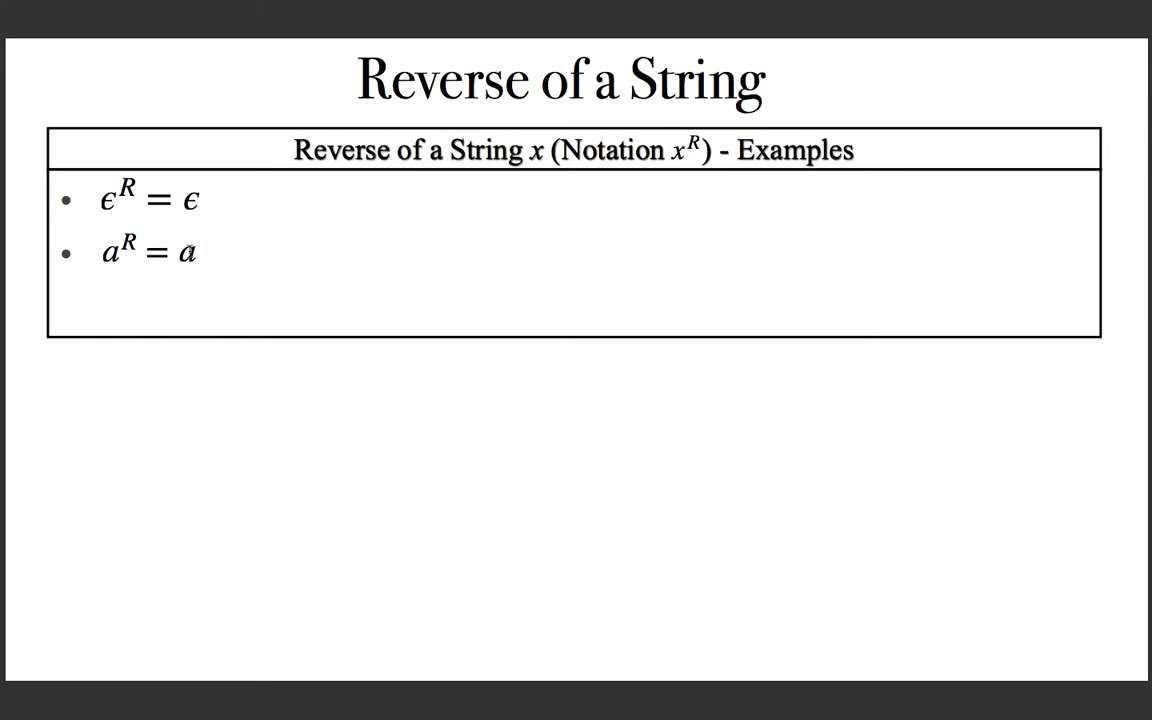 Reverse of a String
Reverse of a String x (Notation x^R) - Examples
• ϵ^R = ϵ
• a^R = a